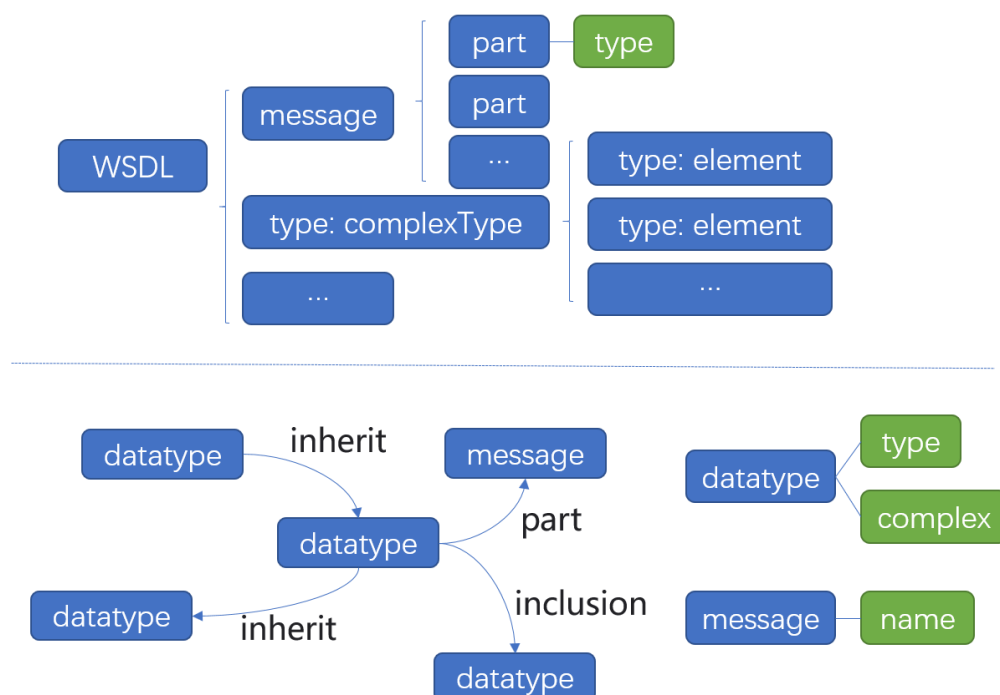 part
type
message
part
WSDL
...
type: element
type: complexType
type: element
...
...
inherit
datatype
message
datatype
type
datatype
part
complex
datatype
inherit
inclusion
message
name
datatype